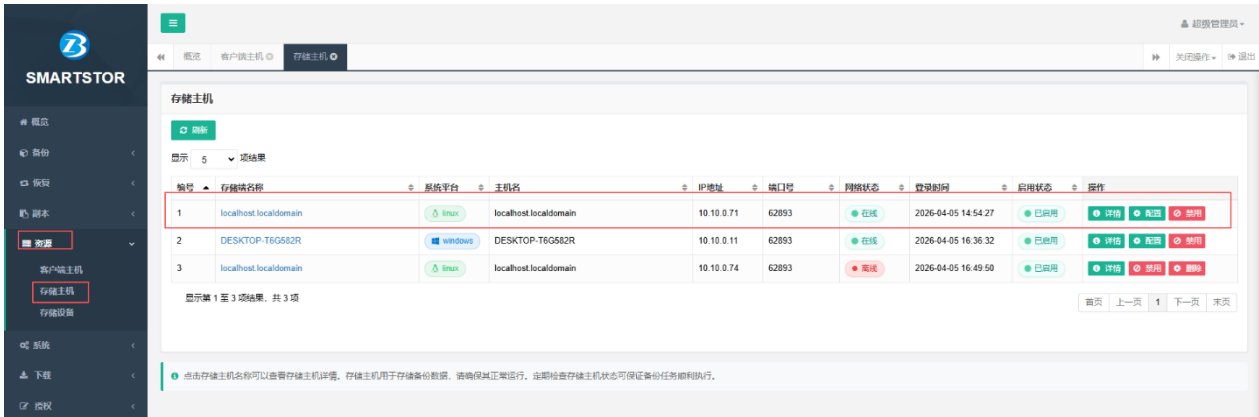 SMARTSTOR
概览
备份
恢复
副本
资源
客户端主机
存储主机
存储设备
系统
下载
授权
超级管理员
概览 客户端主机 存储主机 关闭操作 退出
存储主机
刷新
显示 5 项结果
编号 存储端名称 系统平台 主机名 IP地址 端口号 网络状态 登录时间 启用状态 操作
1 localhost.localdomain linux localhost.localdomain 10.10.0.71 62893 在线 2026-04-05 14:54:27 已启用 详情 配置 禁用
2 DESKTOP-T6G582R windows DESKTOP-T6G582R 10.10.0.11 62893 在线 2026-04-05 16:36:32 已启用 详情 配置 禁用
3 localhost.localdomain linux localhost.localdomain 10.10.0.74 62893 离线 2026-04-05 16:49:50 已启用 详情 禁用 删除
显示第 1 至 3 项结果，共 3 项
首页 上一页 1 下一页 末页
点击存储主机名称可以查看存储主机详情。存储主机用于存储备份数据，请确保其正常运行。定期检查存储主机状态可保证备份任务顺利执行。